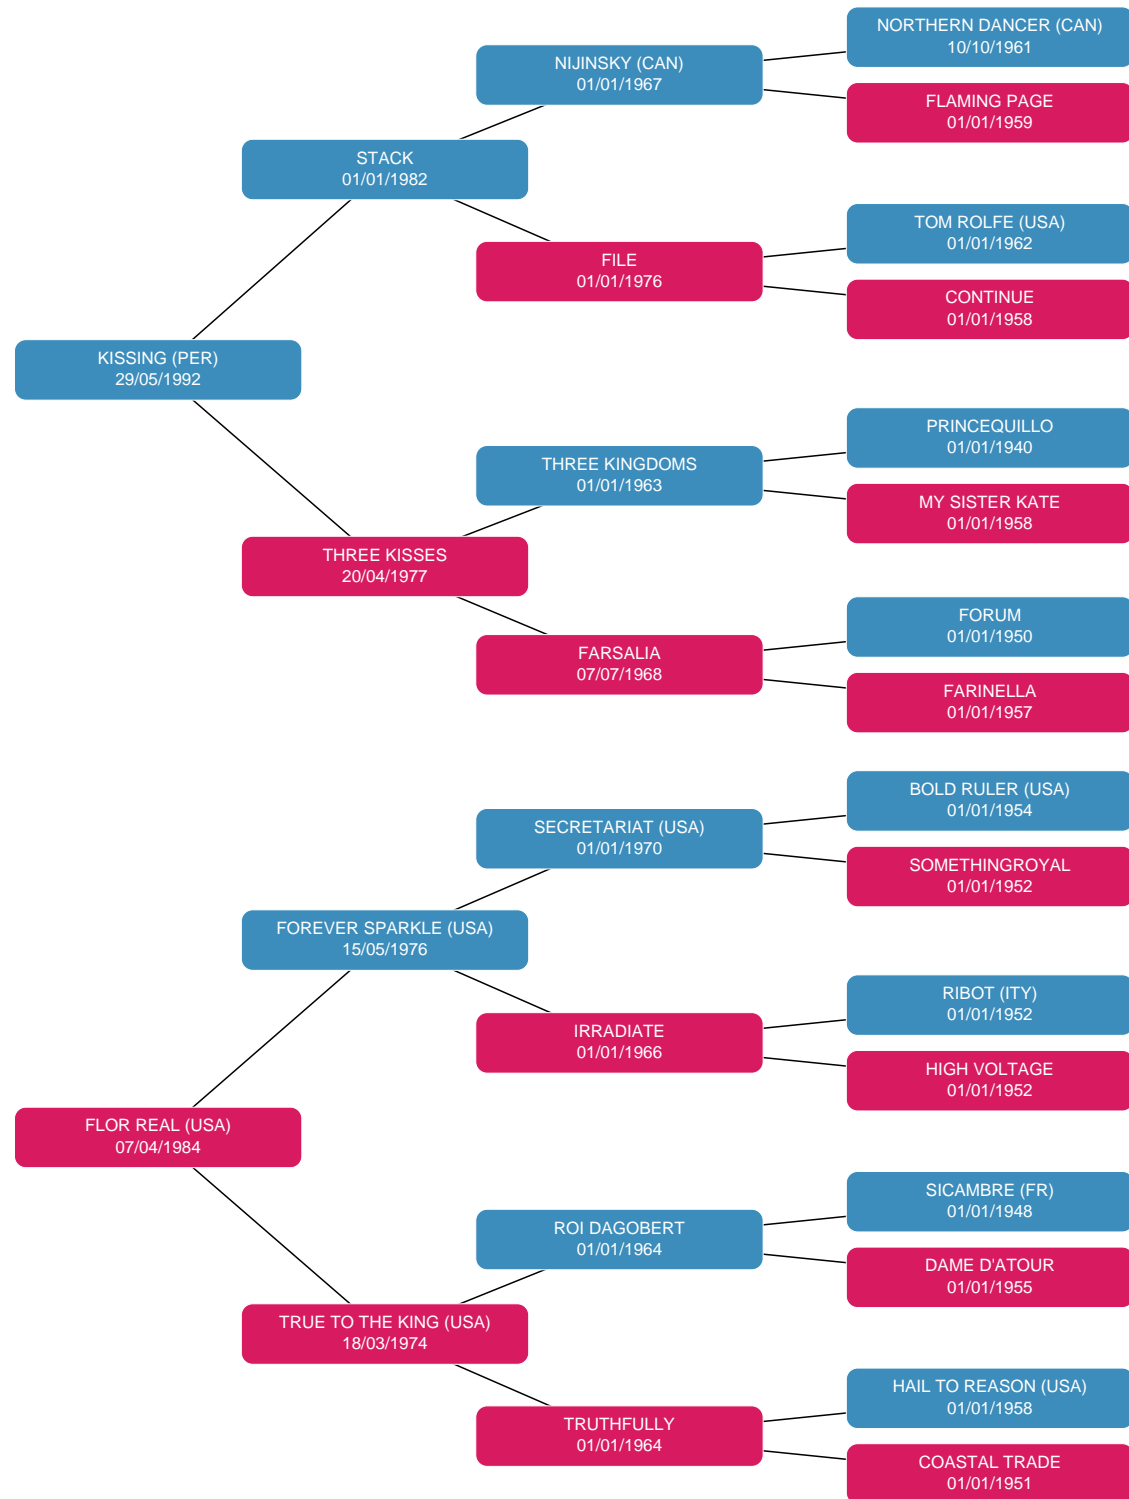 NORTHERN DANCER (CAN)
10/10/1961
NIJINSKY (CAN)
01/01/1967
FLAMING PAGE
01/01/1959
STACK
01/01/1982
TOM ROLFE (USA)
01/01/1962
FILE
01/01/1976
CONTINUE
01/01/1958
KISSING (PER)
29/05/1992
PRINCEQUILLO
01/01/1940
THREE KINGDOMS
01/01/1963
MY SISTER KATE
01/01/1958
THREE KISSES
20/04/1977
FORUM
01/01/1950
FARSALIA
07/07/1968
FARINELLA
01/01/1957
BOLD RULER (USA)
01/01/1954
SECRETARIAT (USA)
01/01/1970
SOMETHINGROYAL
01/01/1952
FOREVER SPARKLE (USA)
15/05/1976
RIBOT (ITY)
01/01/1952
IRRADIATE
01/01/1966
HIGH VOLTAGE
01/01/1952
FLOR REAL (USA)
07/04/1984
SICAMBRE (FR)
01/01/1948
ROI DAGOBERT
01/01/1964
DAME D'ATOUR
01/01/1955
TRUE TO THE KING (USA)
18/03/1974
HAIL TO REASON (USA)
01/01/1958
TRUTHFULLY
01/01/1964
COASTAL TRADE
01/01/1951